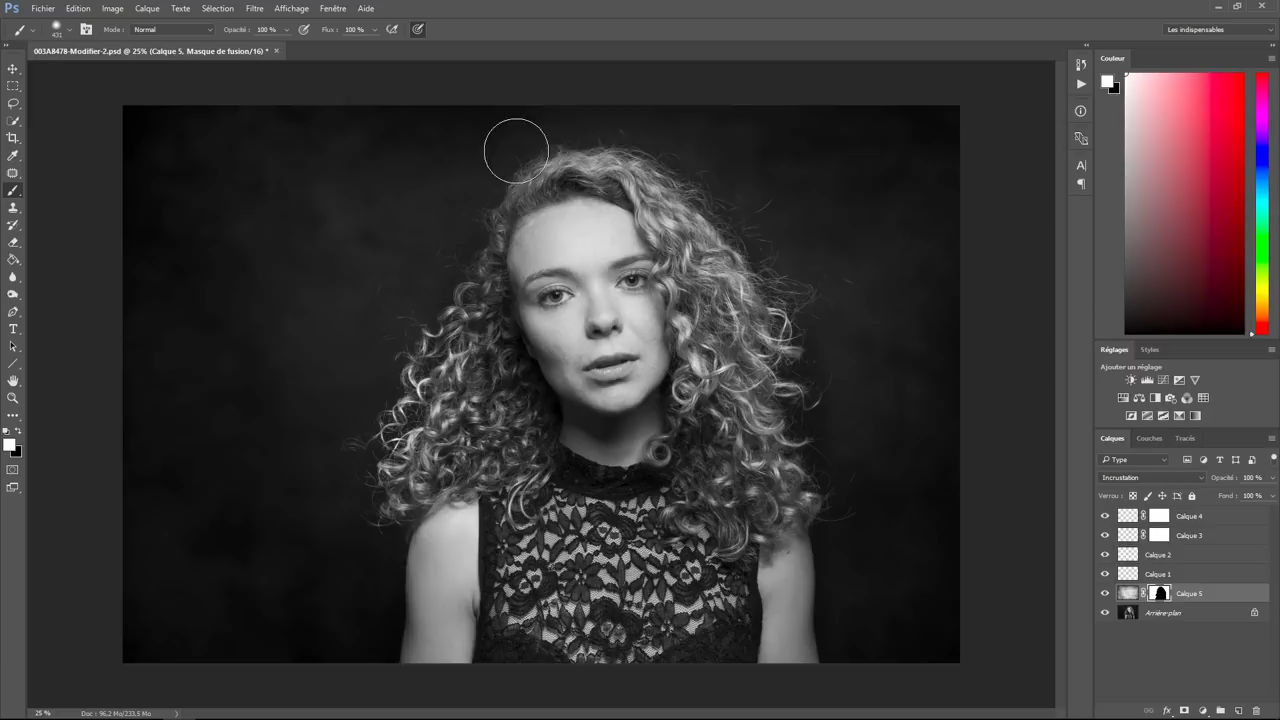 Ps Fichier Edition Image Calque Texte Sélection Filtre 3D Affichage Fenêtre Aide
431 Mode : Normal Opacité : 100 % Flux : 100 % Les indispensables
003A8478-Modifier-2.psd @ 25% (Calque 5, Masque de fusion/16) * ×
Couleur
Réglages Styles
Ajouter un réglage
Calques Couches Tracés
Type
Incrustation Opacité : 100 %
Verrou : Fond : 100 %
Calque 4
Calque 3
Calque 2
Calque 1
Calque 5
Arrière-plan
25 % Doc : 96,2 Mo/233,5 Mo